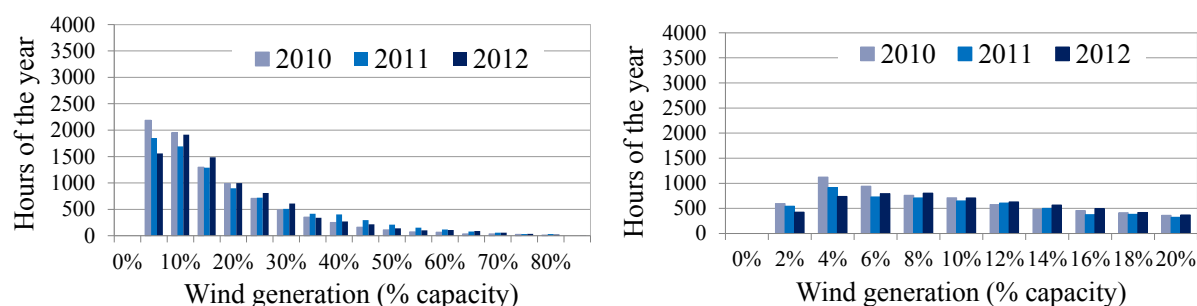 4000
3500
3000
2500
2000
1500
1000
500
0
Hours of the year
2010 2011 2012
0% 10% 20% 30% 40% 50% 60% 70% 80%
Wind generation (% capacity)
4000
3500
3000
2500
2000
1500
1000
500
0
Hours of the year
2010 2011 2012
0% 2% 4% 6% 8% 10% 12% 14% 16% 18% 20%
Wind generation (% capacity)